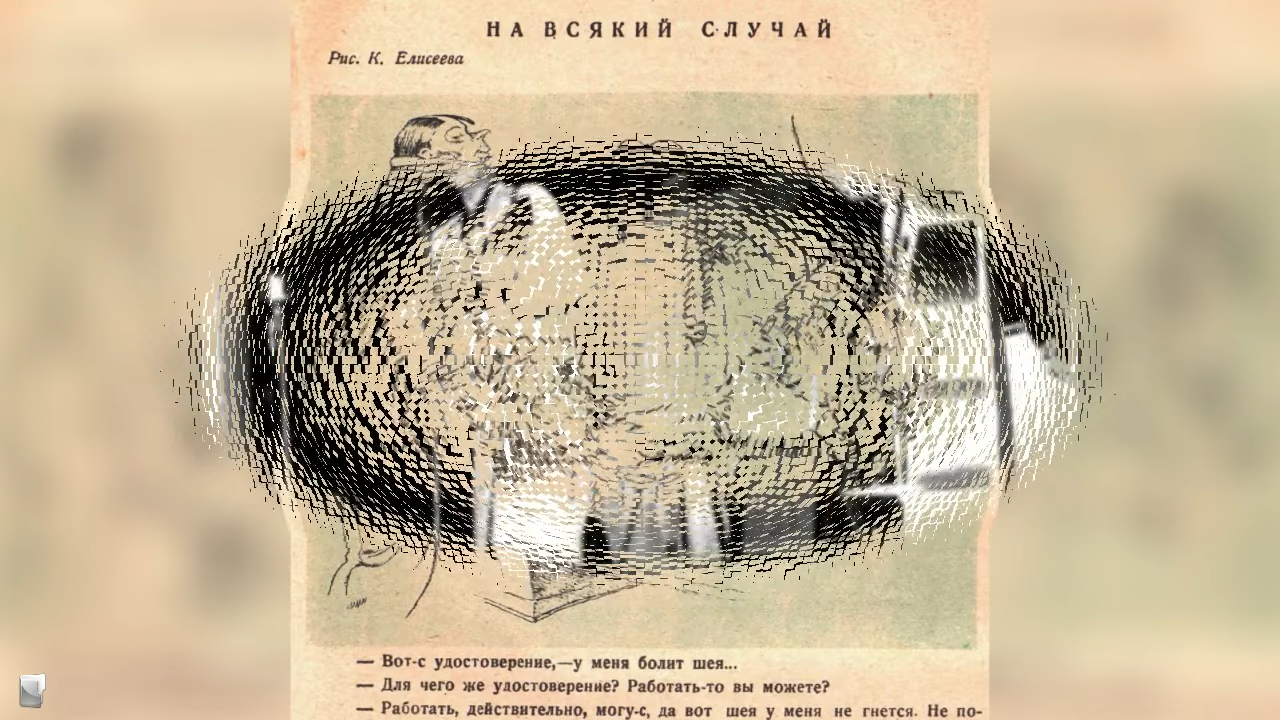 НА ВСЯКИЙ СЛУЧАЙ
Рис. К. Елисеева
— Вот-с удостоверение,—у меня болит шея...
— Для чего же удостоверение? Работать-то вы можете?
— Работать, действительно, могу-с, да вот шея у меня не гнется. Не по-